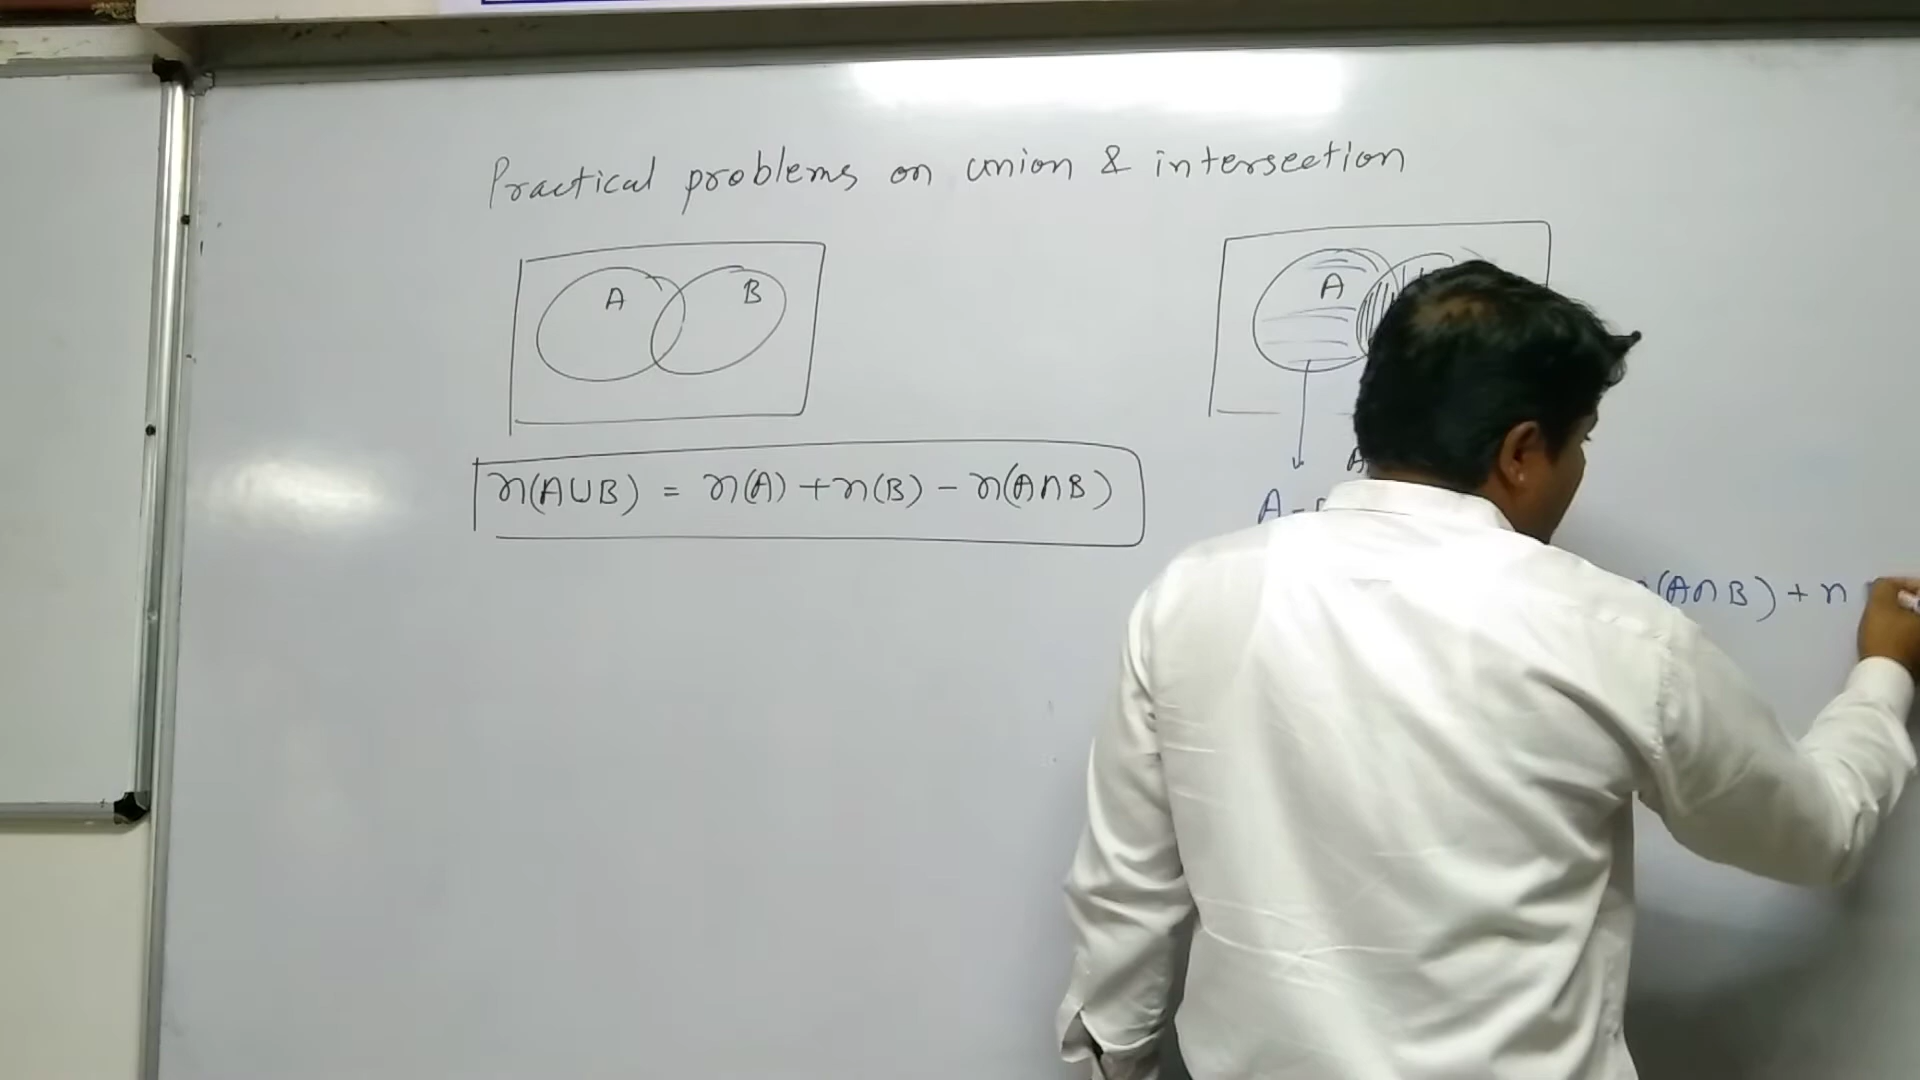 Practical problems on union & intersection
A B
A
n(A∪B) = n(A) + n(B) - n(A∩B)
A
A -
(A∩B) + n